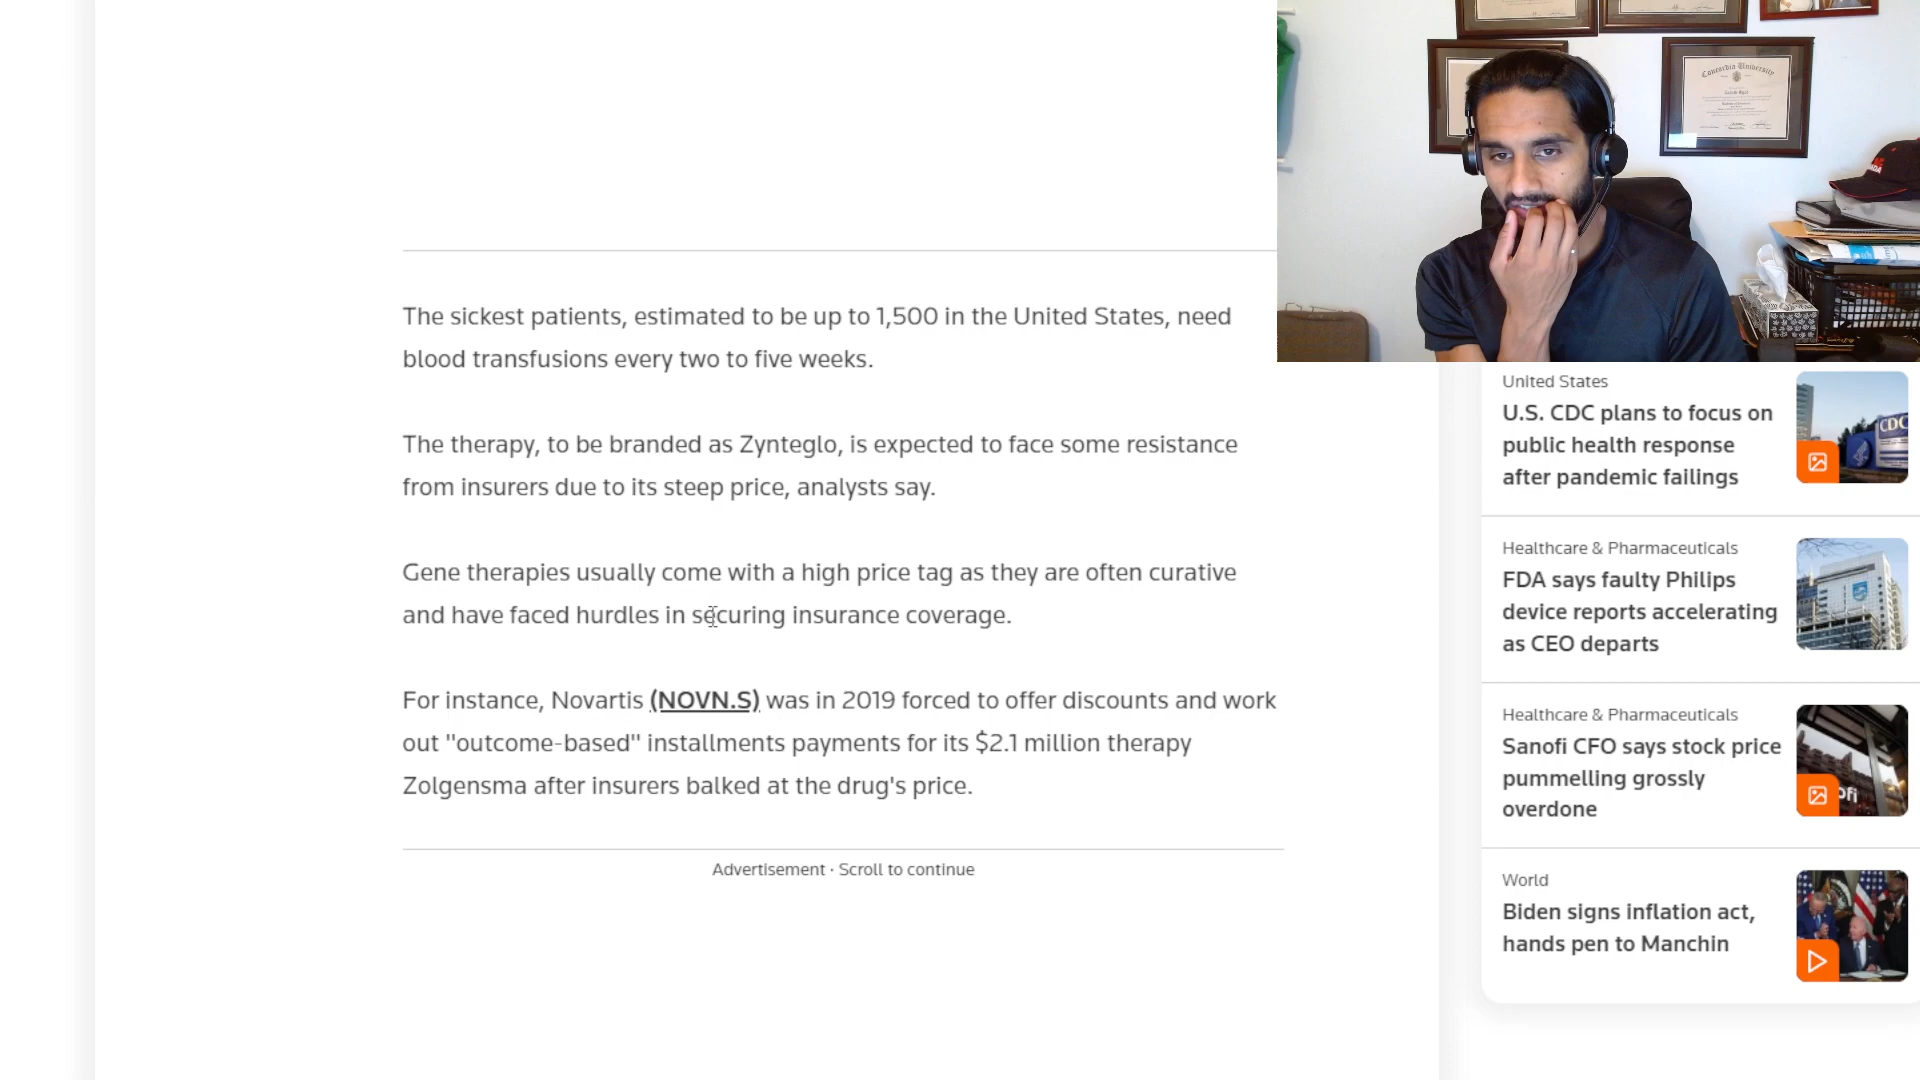 Concordia University
The sickest patients, estimated to be up to 1,500 in the United States, need
blood transfusions every two to five weeks.
The therapy, to be branded as Zynteglo, is expected to face some resistance
from insurers due to its steep price, analysts say.
Gene therapies usually come with a high price tag as they are often curative
and have faced hurdles in securing insurance coverage.
For instance, Novartis (NOVN.S) was in 2019 forced to offer discounts and work
out "outcome-based" installments payments for its $2.1 million therapy
Zolgensma after insurers balked at the drug's price.
Advertisement · Scroll to continue
United States
U.S. CDC plans to focus on
public health response
after pandemic failings
CDC
Healthcare & Pharmaceuticals
FDA says faulty Philips
device reports accelerating
as CEO departs
Healthcare & Pharmaceuticals
Sanofi CFO says stock price
pummelling grossly
overdone
ofi
World
Biden signs inflation act,
hands pen to Manchin